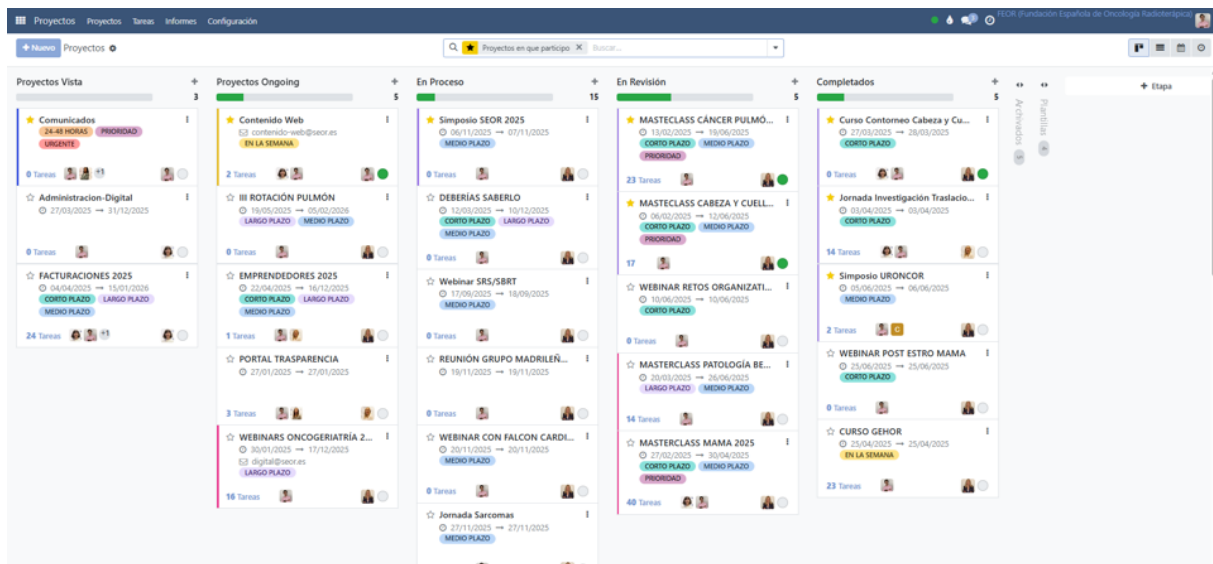 Proyectos Proyectos Tareas Informes Configuración
FEOR (Fundación Española de Oncología Radioterápica)
+ Nuevo Proyectos
Proyectos en que participo × Buscar...
Proyectos Vista +
3
Comunicados
24-48 HORAS PRIORIDAD
URGENTE
0 Tareas +1
Administracion-Digital
27/03/2025 → 31/12/2025
0 Tareas
FACTURACIONES 2025
04/04/2025 → 15/01/2026
CORTO PLAZO LARGO PLAZO
MEDIO PLAZO
24 Tareas +1
Proyectos Ongoing +
5
Contenido Web
contenido-web@seor.es
EN LA SEMANA
2 Tareas
III ROTACIÓN PULMÓN
19/05/2025 → 05/02/2026
LARGO PLAZO MEDIO PLAZO
0 Tareas
EMPRENDEDORES 2025
22/04/2025 → 16/12/2025
CORTO PLAZO LARGO PLAZO
MEDIO PLAZO
1 Tareas
PORTAL TRASPARENCIA
27/01/2025 → 27/01/2025
3 Tareas
WEBINARS ONCOGERIATRÍA 2...
30/01/2025 → 17/12/2025
digital@seor.es
LARGO PLAZO
16 Tareas
En Proceso +
15
Simposio SEOR 2025
06/11/2025 → 07/11/2025
MEDIO PLAZO
0 Tareas
DEBERÍAS SABERLO
12/03/2025 → 10/12/2025
CORTO PLAZO LARGO PLAZO
MEDIO PLAZO
0 Tareas
Webinar SRS/SBRT
17/09/2025 → 18/09/2025
MEDIO PLAZO
0 Tareas
REUNIÓN GRUPO MADRILEÑ...
19/11/2025 → 19/11/2025
0 Tareas
WEBINAR CON FALCON CARDI...
20/11/2025 → 20/11/2025
MEDIO PLAZO
0 Tareas
Jornada Sarcomas
27/11/2025 → 27/11/2025
MEDIO PLAZO
En Revisión +
5
MASTECLASS CÁNCER PULMÓ...
13/02/2025 → 19/06/2025
CORTO PLAZO MEDIO PLAZO
PRIORIDAD
23 Tareas
MASTECLASS CABEZA Y CUELL...
06/02/2025 → 12/06/2025
CORTO PLAZO MEDIO PLAZO
PRIORIDAD
17
WEBINAR RETOS ORGANIZATI...
10/06/2025 → 10/06/2025
CORTO PLAZO
0 Tareas
MASTERCLASS PATOLOGÍA BE...
20/03/2025 → 26/06/2025
LARGO PLAZO MEDIO PLAZO
14 Tareas
MASTERCLASS MAMA 2025
27/02/2025 → 30/04/2025
CORTO PLAZO MEDIO PLAZO
PRIORIDAD
40 Tareas
Completados +
5
Curso Contorneo Cabeza y Cu...
27/03/2025 → 28/03/2025
CORTO PLAZO
0 Tareas
Jornada Investigación Traslacio...
03/04/2025 → 03/04/2025
CORTO PLAZO
14 Tareas
Simposio URONCOR
05/06/2025 → 06/06/2025
MEDIO PLAZO
2 Tareas
WEBINAR POST ESTRO MAMA
25/06/2025 → 25/06/2025
CORTO PLAZO
0 Tareas
CURSO GEHOR
25/04/2025 → 25/04/2025
EN LA SEMANA
23 Tareas
Archivados
Plantillas
4
+ Etapa